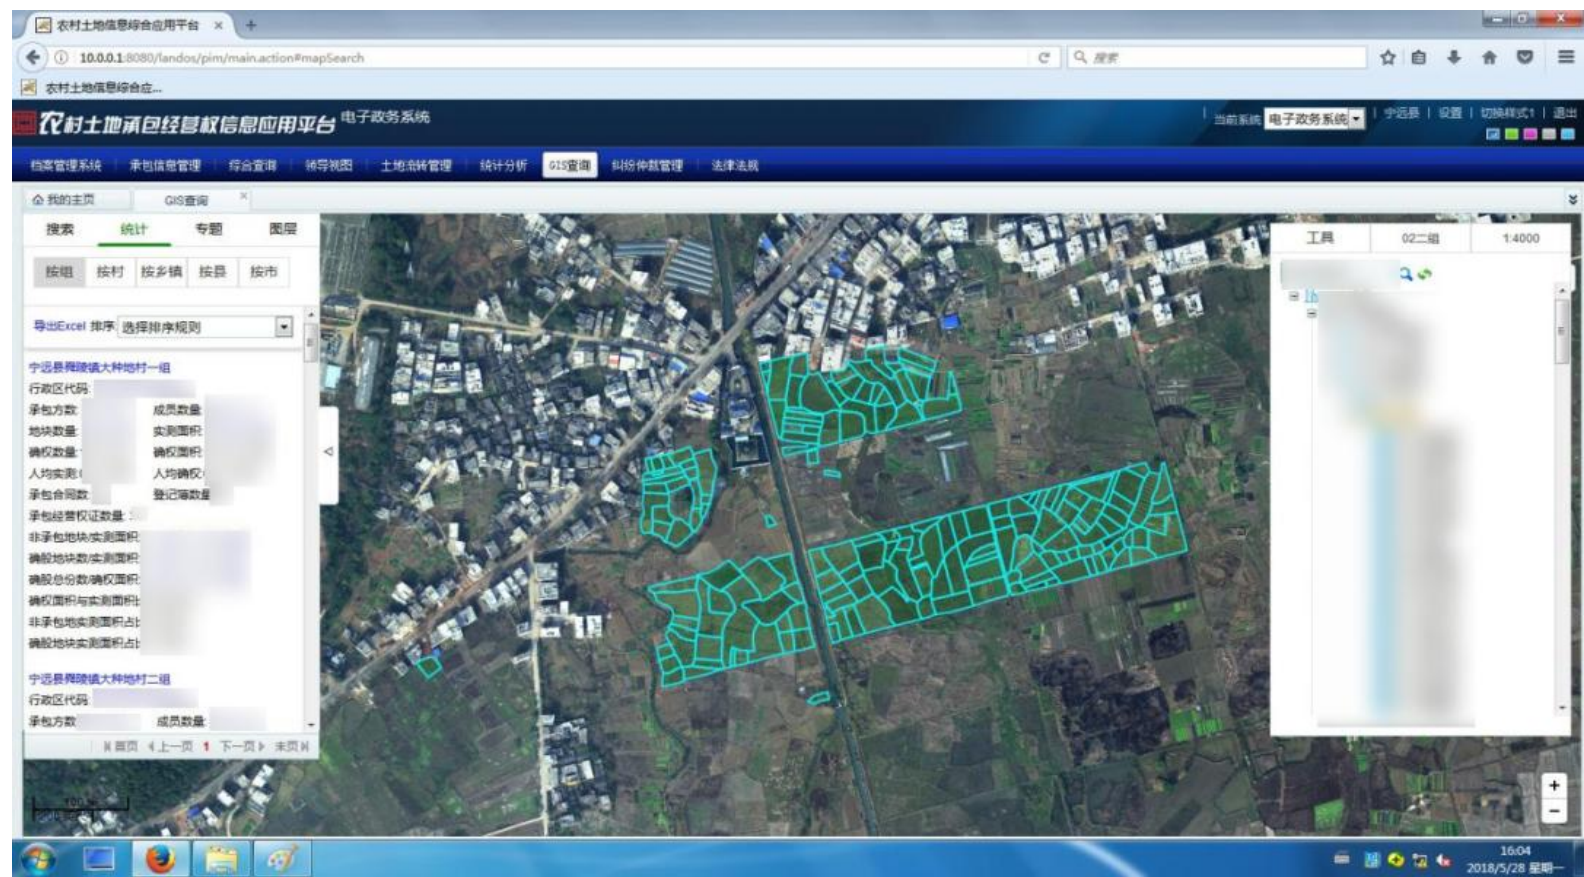 农村土地信息综合应用平台 × +
10.0.0.1:8080/landos/pim/main.action#mapSearch
搜索
农村土地信息综合应...
农村土地承包经营权信息应用平台 电子政务系统
当前系统 电子政务系统 | 宁远县 | 设置 | 切换样式1 | 退出
档案管理系统 承包信息管理 综合查询 领导视图 土地流转管理 统计分析 GIS查询 纠纷仲裁管理 法律法规
我的主页 GIS查询 ×
搜索 统计 专题 图层
按组 按村 按乡镇 按县 按市
导出Excel 排序: 选择排序规则
宁远县舜陵镇大种地村一组
行政区代码:
承包方数: 成员数量:
地块数量: 实测面积:
确权数量: 确权面积:
人均实测: 人均确权:
承包合同数: 登记簿数量
承包经营权证数量:
非承包地块/实测面积:
确股地块数/实测面积:
确股总份数/确权面积:
确权面积与实测面积比
非承包地实测面积占比
确股地块实测面积占比
宁远县舜陵镇大种地村二组
行政区代码:
承包方数 成员数量:
首页 上一页 1 下一页 末页
工具 02二组 1:4000
+
−
16:04
2018/5/28 星期一